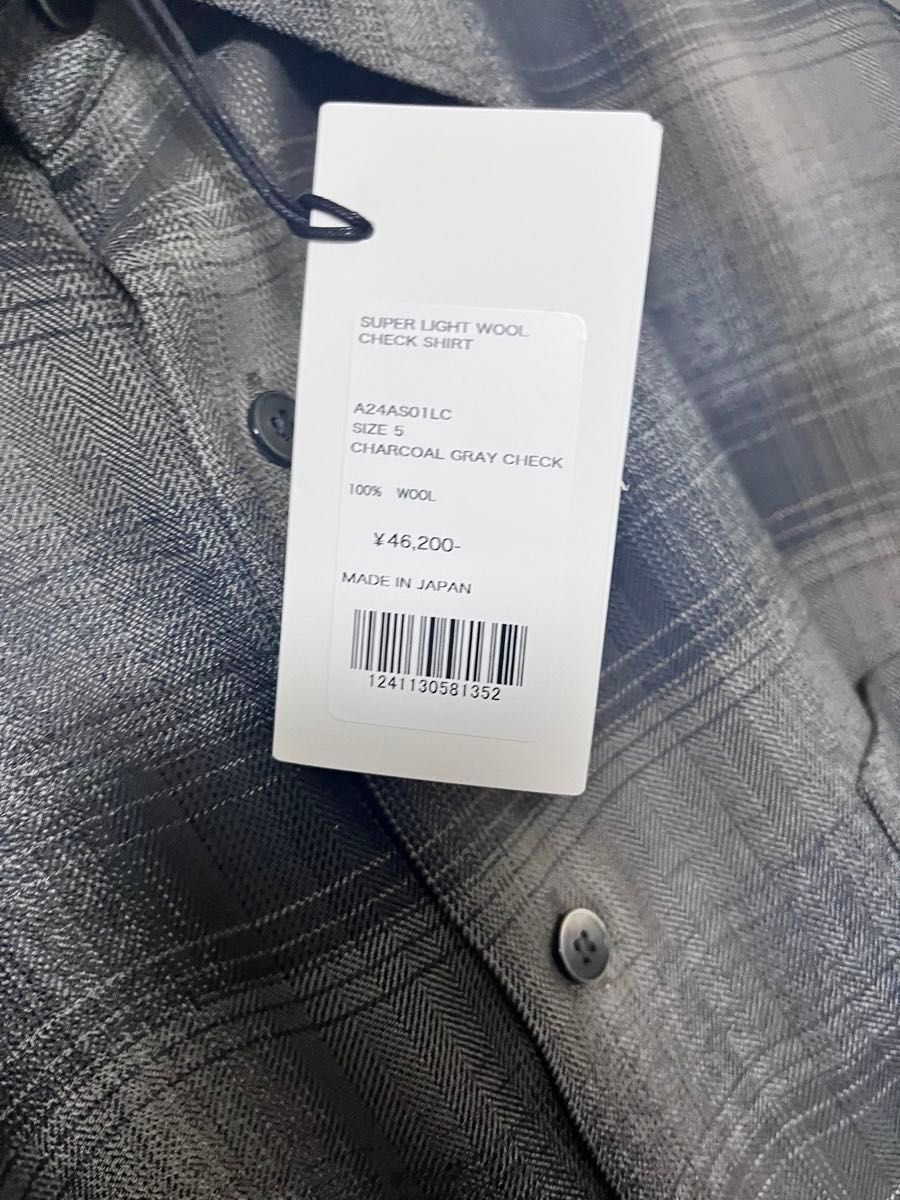 SUPER LIGHT WOOL
CHECK SHIRT
A24AS01LC
SIZE 5
CHARCOAL GRAY CHECK
100% WOOL
¥46,200-
MADE IN JAPAN
1241130581352